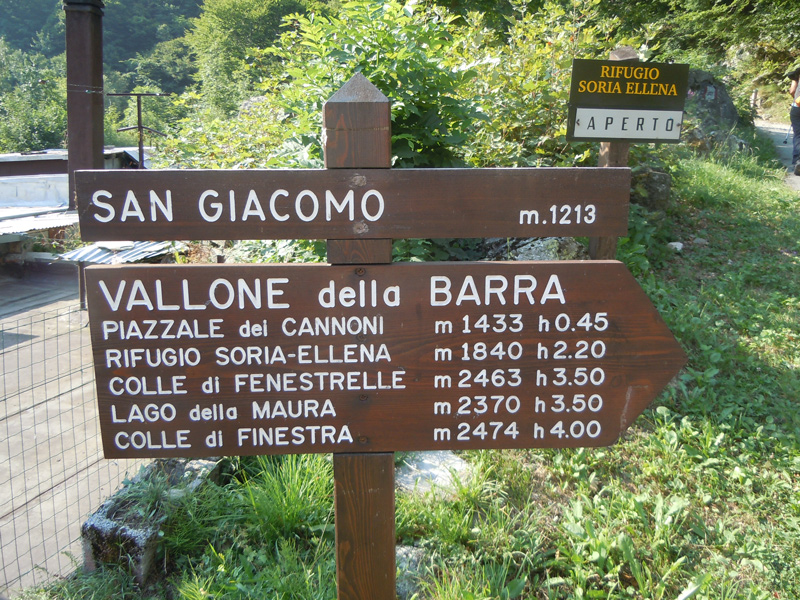 RIFUGIO
SORIA ELLENA
APERTO
SAN GIACOMO m.1213
VALLONE della BARRA
PIAZZALE dei CANNONI m 1433 h 0.45
RIFUGIO SORIA-ELLENA m 1840 h 2.20
COLLE di FENESTRELLE m 2463 h 3.50
LAGO della MAURA m 2370 h 3.50
COLLE di FINESTRA m 2474 h 4.00